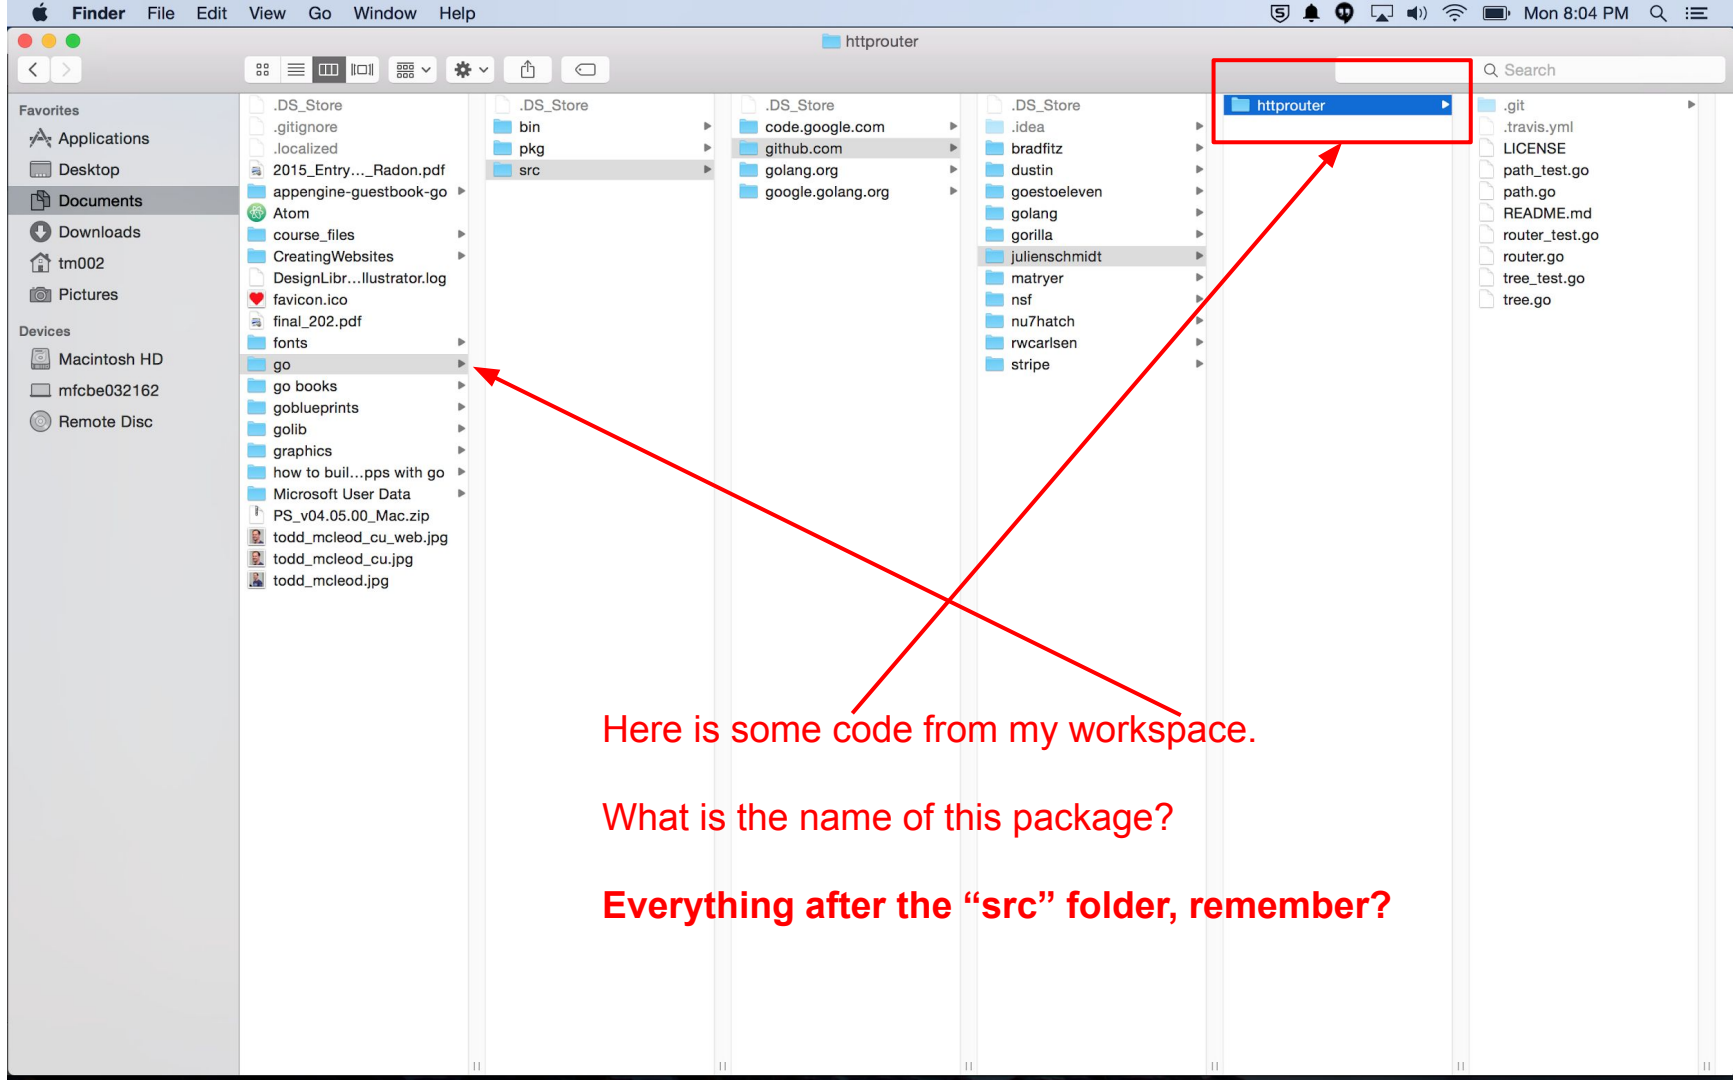 Finder File Edit View Go Window Help
Mon 8:04 PM
httprouter
Search
Favorites
Applications
Desktop
Documents
Downloads
tm002
Pictures
Devices
Macintosh HD
mfcbe032162
Remote Disc
.DS_Store
.gitignore
.localized
2015_Entry…_Radon.pdf
appengine-guestbook-go
Atom
course_files
CreatingWebsites
DesignLibr…llustrator.log
favicon.ico
final_202.pdf
fonts
go
go books
goblueprints
golib
graphics
how to buil…pps with go
Microsoft User Data
PS_v04.05.00_Mac.zip
todd_mcleod_cu_web.jpg
todd_mcleod_cu.jpg
todd_mcleod.jpg
.DS_Store
bin
pkg
src
.DS_Store
code.google.com
github.com
golang.org
google.golang.org
.DS_Store
.idea
bradfitz
dustin
goestoeleven
golang
gorilla
julienschmidt
matryer
nsf
nu7hatch
rwcarlsen
stripe
httprouter
.git
.travis.yml
LICENSE
path_test.go
path.go
README.md
router_test.go
router.go
tree_test.go
tree.go
Here is some code from my workspace.
What is the name of this package?
Everything after the “src” folder, remember?